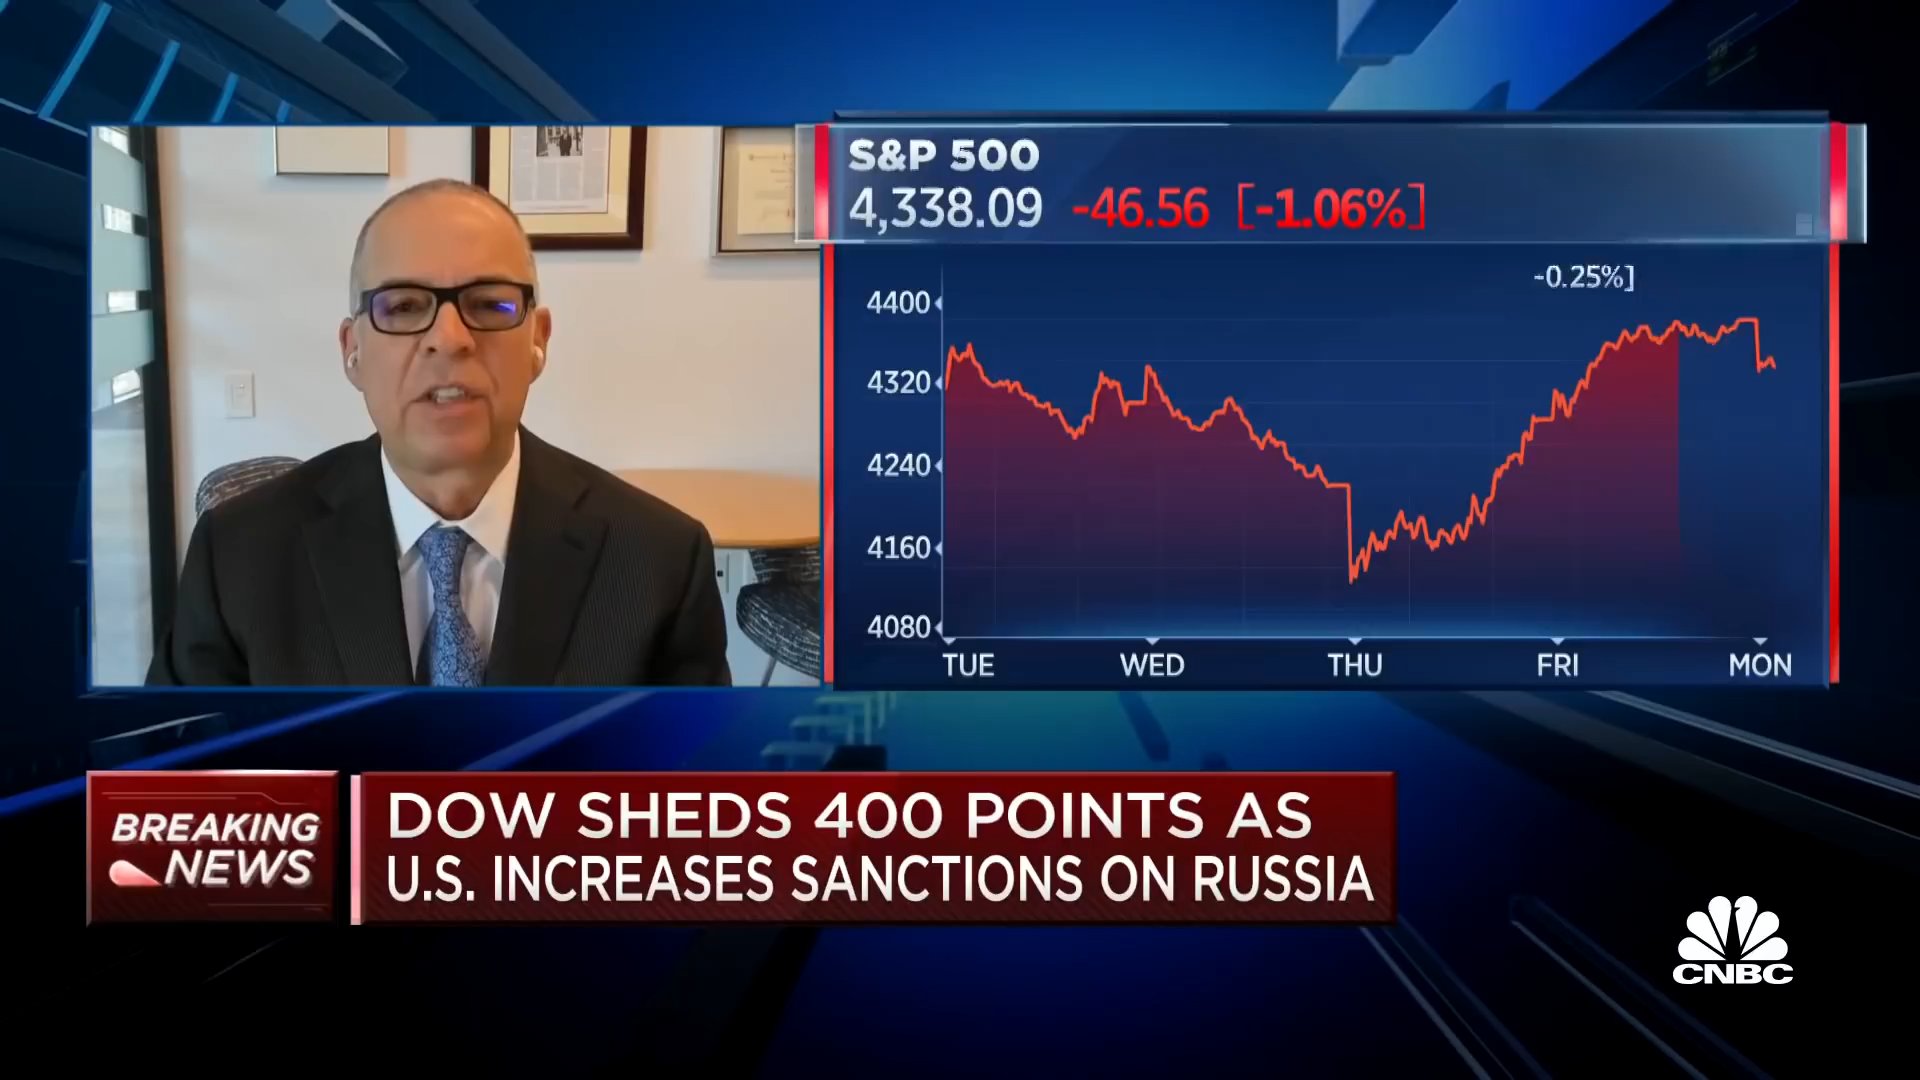 S&P 500
4,338.09 -46.56 [-1.06%]
-0.25%]
4400
4320
4240
4160
4080
TUE WED THU FRI MON
BREAKING
NEWS
DOW SHEDS 400 POINTS AS
U.S. INCREASES SANCTIONS ON RUSSIA
CNBC